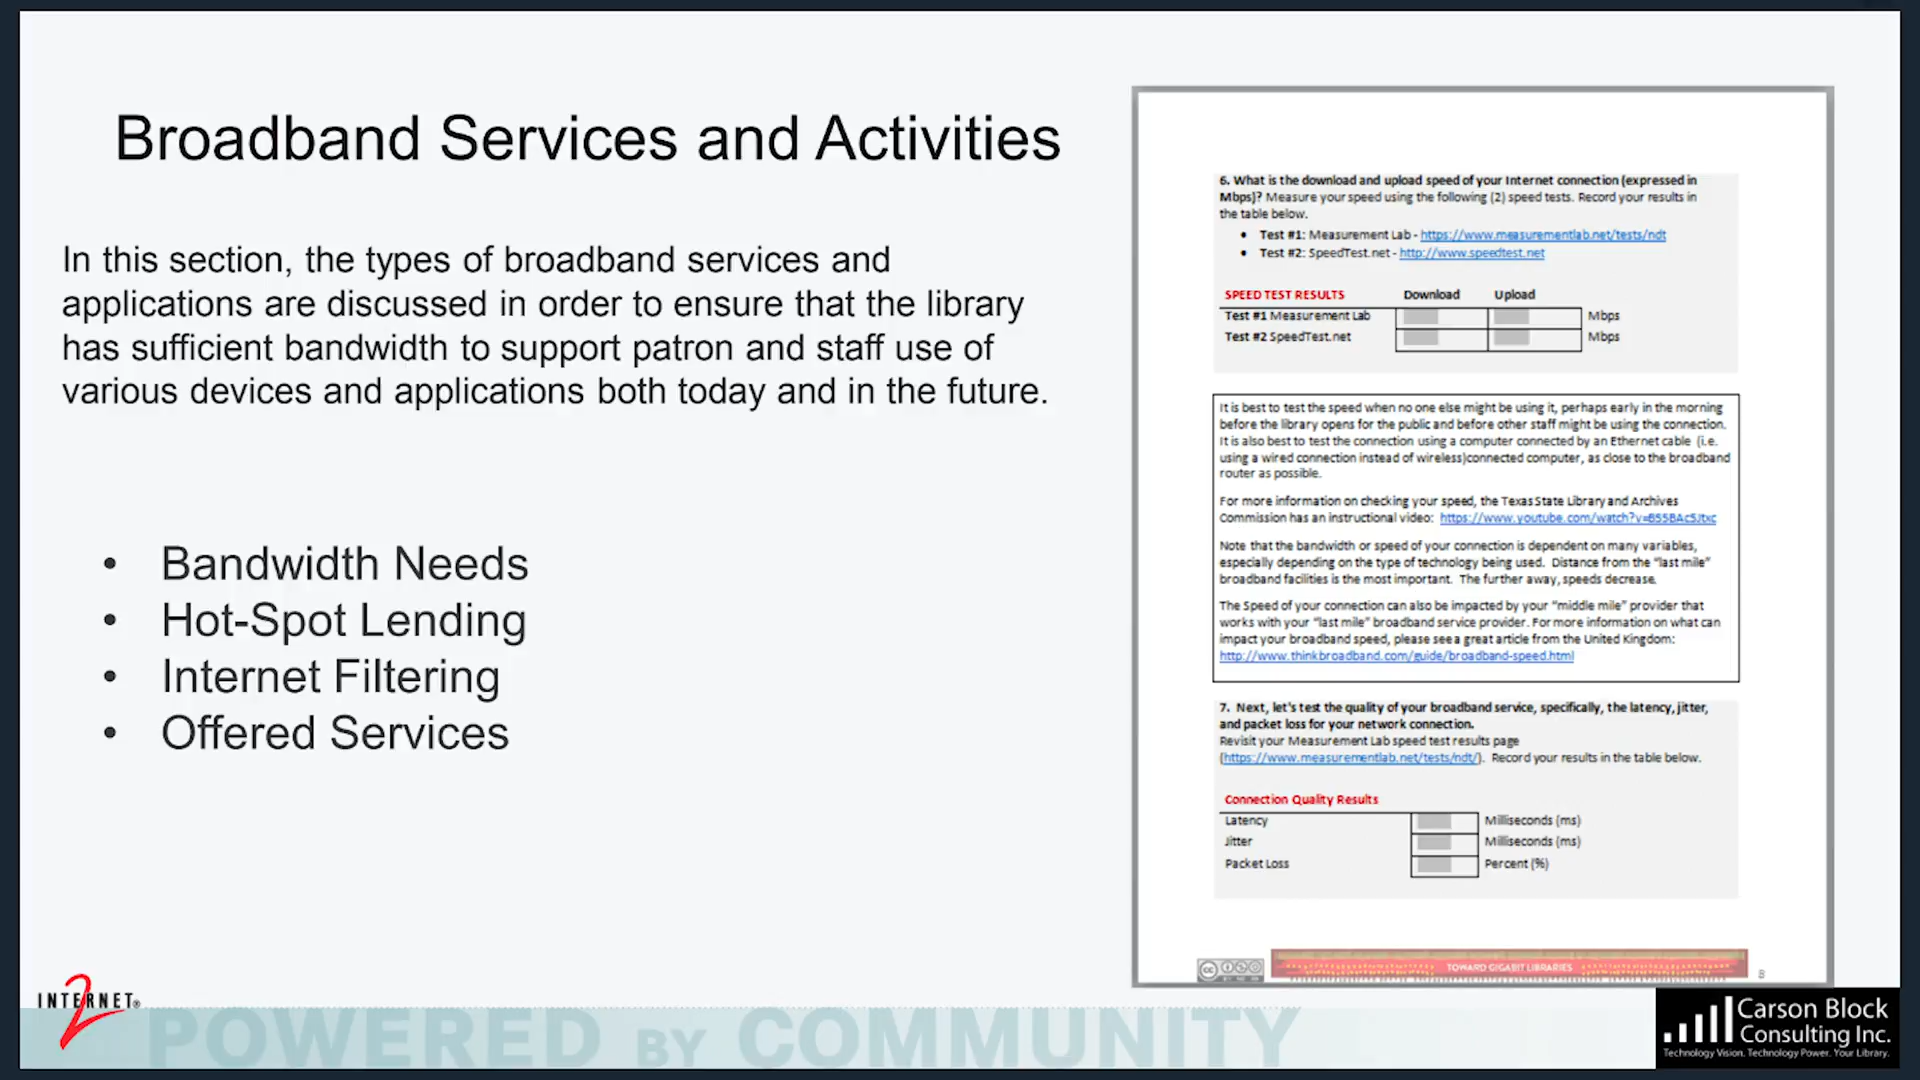 Broadband Services and Activities
In this section, the types of broadband services and
applications are discussed in order to ensure that the library
has sufficient bandwidth to support patron and staff use of
various devices and applications both today and in the future.
• Bandwidth Needs
• Hot-Spot Lending
• Internet Filtering
• Offered Services
6. What is the download and upload speed of your Internet connection (expressed in
Mbps)? Measure your speed using the following (2) speed tests. Record your results in
the table below.
• Test #1: Measurement Lab - https://www.measurementlab.net/tests/ndt
• Test #2: SpeedTest.net - http://www.speedtest.net
SPEED TEST RESULTS Download Upload
Test #1 Measurement Lab Mbps
Test #2 SpeedTest.net Mbps
It is best to test the speed when no one else might be using it, perhaps early in the morning
before the library opens for the public and before other staff might be using the connection.
It is also best to test the connection using a computer connected by an Ethernet cable (i.e.
using a wired connection instead of wireless)connected computer, as close to the broadband
router as possible.
For more information on checking your speed, the Texas State Library and Archives
Commission has an instructional video:
Note that the bandwidth or speed of your connection is dependent on many variables,
especially depending on the type of technology being used. Distance from the "last mile"
broadband facilities is the most important. The further away, speeds decrease.
The Speed of your connection can also be impacted by your "middle mile" provider that
works with your "last mile" broadband service provider. For more information on what can
impact your broadband speed, please see a great article from the United Kingdom:
http://www.thinkbroadband.com/guide/broadband-speed.html
7. Next, let's test the quality of your broadband service, specifically, the latency, jitter,
and packet loss for your network connection.
Revisit your Measurement Lab speed test results page
(https://www.measurementlab.net/tests/ndt/). Record your results in the table below.
Connection Quality Results
Latency Milliseconds (ms)
Jitter Milliseconds (ms)
Packet Loss Percent (%)
TOWARD GIGABIT LIBRARIES
8
INTERNET®
2
POWERED BY COMMUNITY
Carson Block
Consulting Inc.
Technology Vision. Technology Power. Your Library.